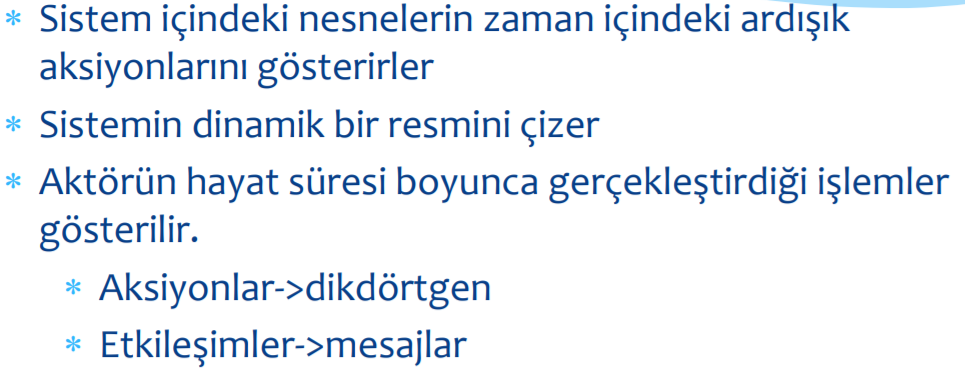 * Sistem içindeki nesnelerin zaman içindeki ardışık
aksiyonlarını gösterirler
* Sistemin dinamik bir resmini çizer
* Aktörün hayat süresi boyunca gerçekleştirdiği işlemler
gösterilir.
* Aksiyonlar->dikdörtgen
* Etkileşimler->mesajlar